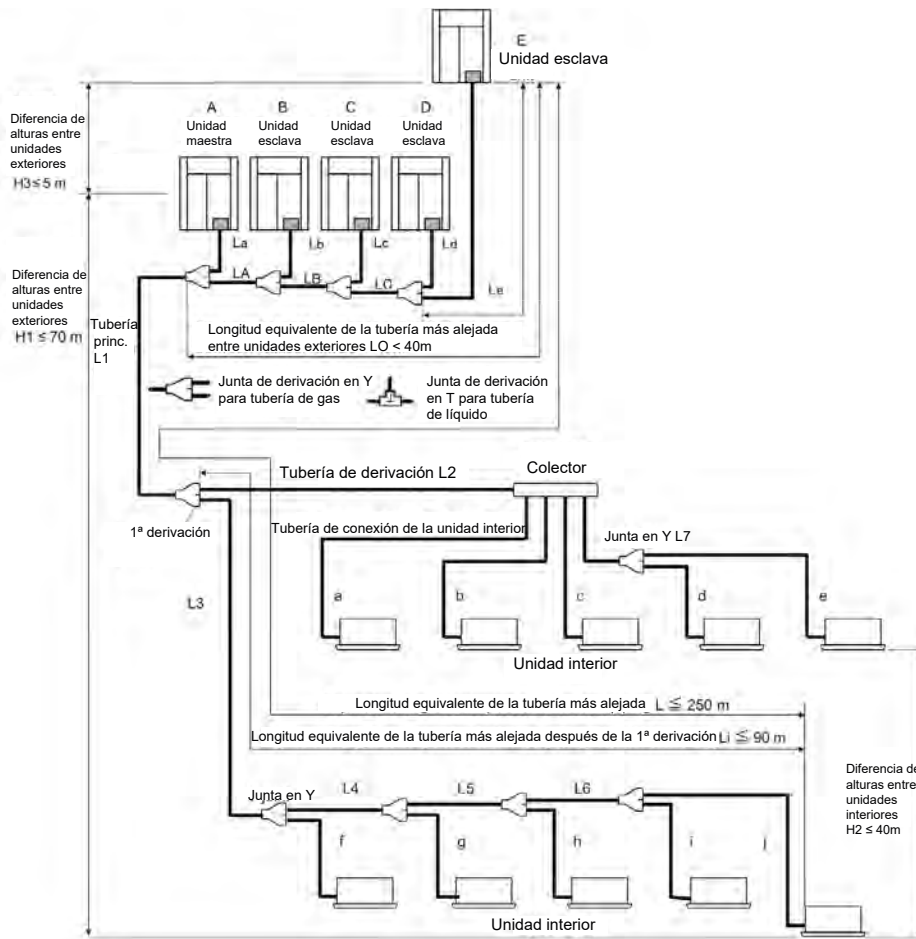 E
Unidad esclava
Diferencia de
alturas entre
unidades
exteriores
H3≤5 m
A
Unidad
maestra
B
Unidad
esclava
C
Unidad
esclava
D
Unidad
esclava
La
Lb
Lc
Ld
Le
LA
LB
LC
Diferencia de
alturas entre
unidades
exteriores
H1 ≤ 70 m
Tubería
princ.
L1
Longitud equivalente de la tubería más alejada
entre unidades exteriores LO < 40m
Junta de derivación en Y
para tubería de gas
Junta de derivación
en T para tubería
de líquido
Tubería de derivación L2
Colector
1ª derivación
Tubería de conexión de la unidad interior
Junta en Y L7
L3
a
b
c
d
e
Unidad interior
Longitud equivalente de la tubería más alejada L ≦ 250 m
Longitud equivalente de la tubería más alejada después de la 1ª derivación Li ≦ 90 m
Diferencia de
alturas entre
unidades
interiores
H2 ≤ 40m
Junta en Y
L4
L5
L6
f
g
h
i
j
Unidad interior